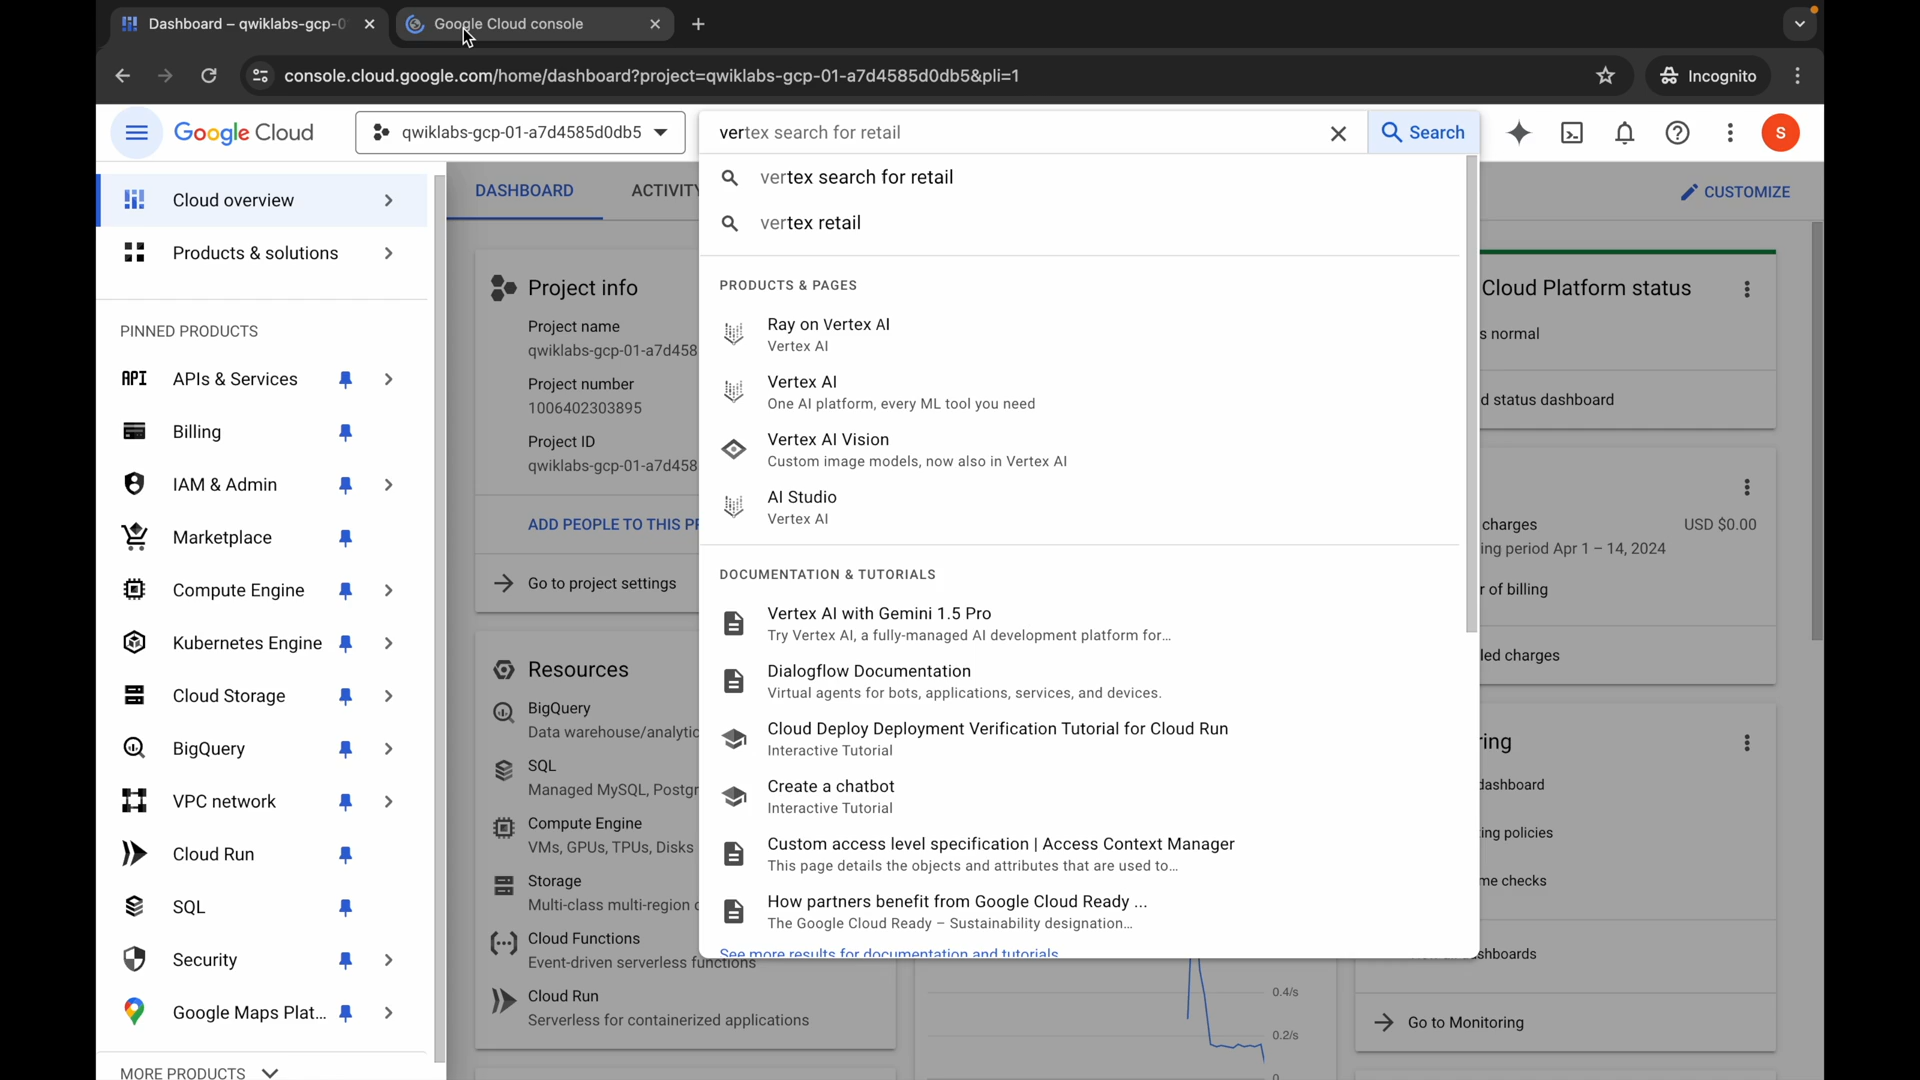 Dashboard – qwiklabs-gcp-0
Google Cloud console
console.cloud.google.com/home/dashboard?project=qwiklabs-gcp-01-a7d4585d0db5&pli=1
Incognito
Google Cloud
qwiklabs-gcp-01-a7d4585d0db5
vertex search for retail
Search
S
Cloud overview
Products & solutions
PINNED PRODUCTS
API
APIs & Services
Billing
IAM & Admin
Marketplace
Compute Engine
Kubernetes Engine
Cloud Storage
BigQuery
VPC network
Cloud Run
SQL
Security
Google Maps Plat...
MORE PRODUCTS
DASHBOARD
ACTIVITY
CUSTOMIZE
Project info
Project name
qwiklabs-gcp-01-a7d458
Project number
1006402303895
Project ID
qwiklabs-gcp-01-a7d458
ADD PEOPLE TO THIS PR
Go to project settings
Resources
BigQuery
Data warehouse/analytic
SQL
Managed MySQL, Postgr
Compute Engine
VMs, GPUs, TPUs, Disks
Storage
Multi-class multi-region o
Cloud Functions
Event-driven serverless functions
Cloud Run
Serverless for containerized applications
vertex search for retail
vertex retail
PRODUCTS & PAGES
Ray on Vertex AI
Vertex AI
Vertex AI
One AI platform, every ML tool you need
Vertex AI Vision
Custom image models, now also in Vertex AI
AI Studio
Vertex AI
DOCUMENTATION & TUTORIALS
Vertex AI with Gemini 1.5 Pro
Try Vertex AI, a fully-managed AI development platform for...
Dialogflow Documentation
Virtual agents for bots, applications, services, and devices.
Cloud Deploy Deployment Verification Tutorial for Cloud Run
Interactive Tutorial
Create a chatbot
Interactive Tutorial
Custom access level specification | Access Context Manager
This page details the objects and attributes that are used to...
How partners benefit from Google Cloud Ready ...
The Google Cloud Ready – Sustainability designation...
See more results for documentation and tutorials
0.4/s
0.2/s
0
Cloud Platform status
s normal
d status dashboard
charges
USD $0.00
ing period Apr 1 – 14, 2024
r of billing
led charges
ring
dashboard
ing policies
me checks
shboards
Go to Monitoring